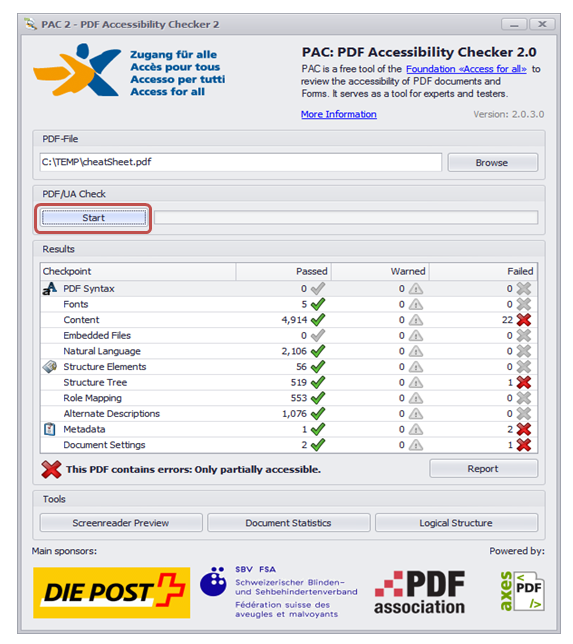 PAC 2 - PDF Accessibility Checker 2
Zugang für alle
Accès pour tous
Accesso per tutti
Access for all
PAC: PDF Accessibility Checker 2.0
PAC is a free tool of the Foundation «Access for all» to
review the accessibility of PDF documents and
Forms. It serves as a tool for experts and testers.
More Information Version: 2.0.3.0
PDF-File
C:\TEMP\cheatSheet.pdf Browse
PDF/UA Check
Start
Results
Checkpoint Passed Warned Failed
PDF Syntax 0 0 0
Fonts 5 0 0
Content 4,914 0 22
Embedded Files 0 0 0
Natural Language 2,106 0 0
Structure Elements 56 0 0
Structure Tree 519 0 1
Role Mapping 553 0 0
Alternate Descriptions 1,076 0 0
Metadata 1 0 2
Document Settings 2 0 1
This PDF contains errors: Only partially accessible. Report
Tools
Screenreader Preview Document Statistics Logical Structure
Main sponsors: Powered by:
DIE POST
SBV FSA
Schweizerischer Blinden-
und Sehbehindertenverband
Fédération suisse des
aveugles et malvoyants
PDF
association
axes
< PDF />